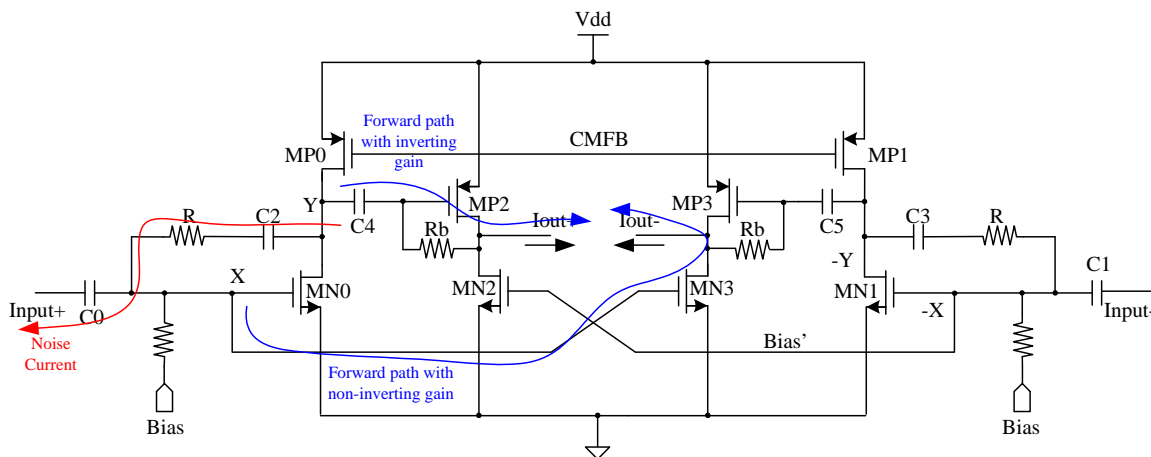 Vdd
Forward path
with inverting
gain
CMFB
MP0
MP1
MP2
MP3
Y
C4
C5
R
C2
Iout-
Iout-
C3
R
Rb
Rb
-Y
X
C1
MN0
MN2
MN3
MN1
-X
Input+
C0
Input-
Noise
Current
Bias’
Forward path with
non-inverting gain
Bias
Bias